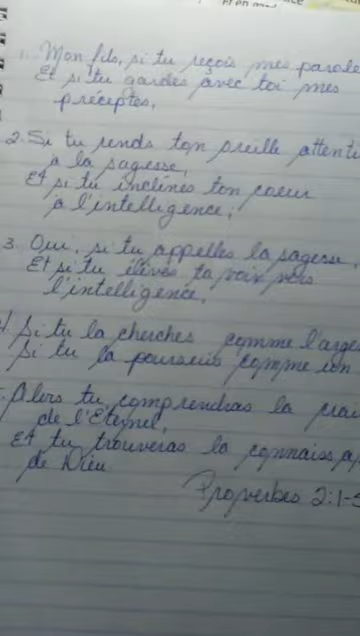 1. Mon fils, si tu reçois mes parole
Et si tu gardes avec toi mes
préceptes,
2. Si tu rends ton oreille attenti
à la sagesse,
Et si tu inclines ton coeur
à l'intelligence;
3. Oui, si tu appelles la sagesse,
Et si tu élèves ta voix vers
l'intelligence,
4/ Si tu la cherches comme l'arge
Si tu la poursuis comme un
Alors tu comprendras la crai
de l'Eternel,
Et tu trouveras la connaissa
de Dieu
Proverbes 2:1-5